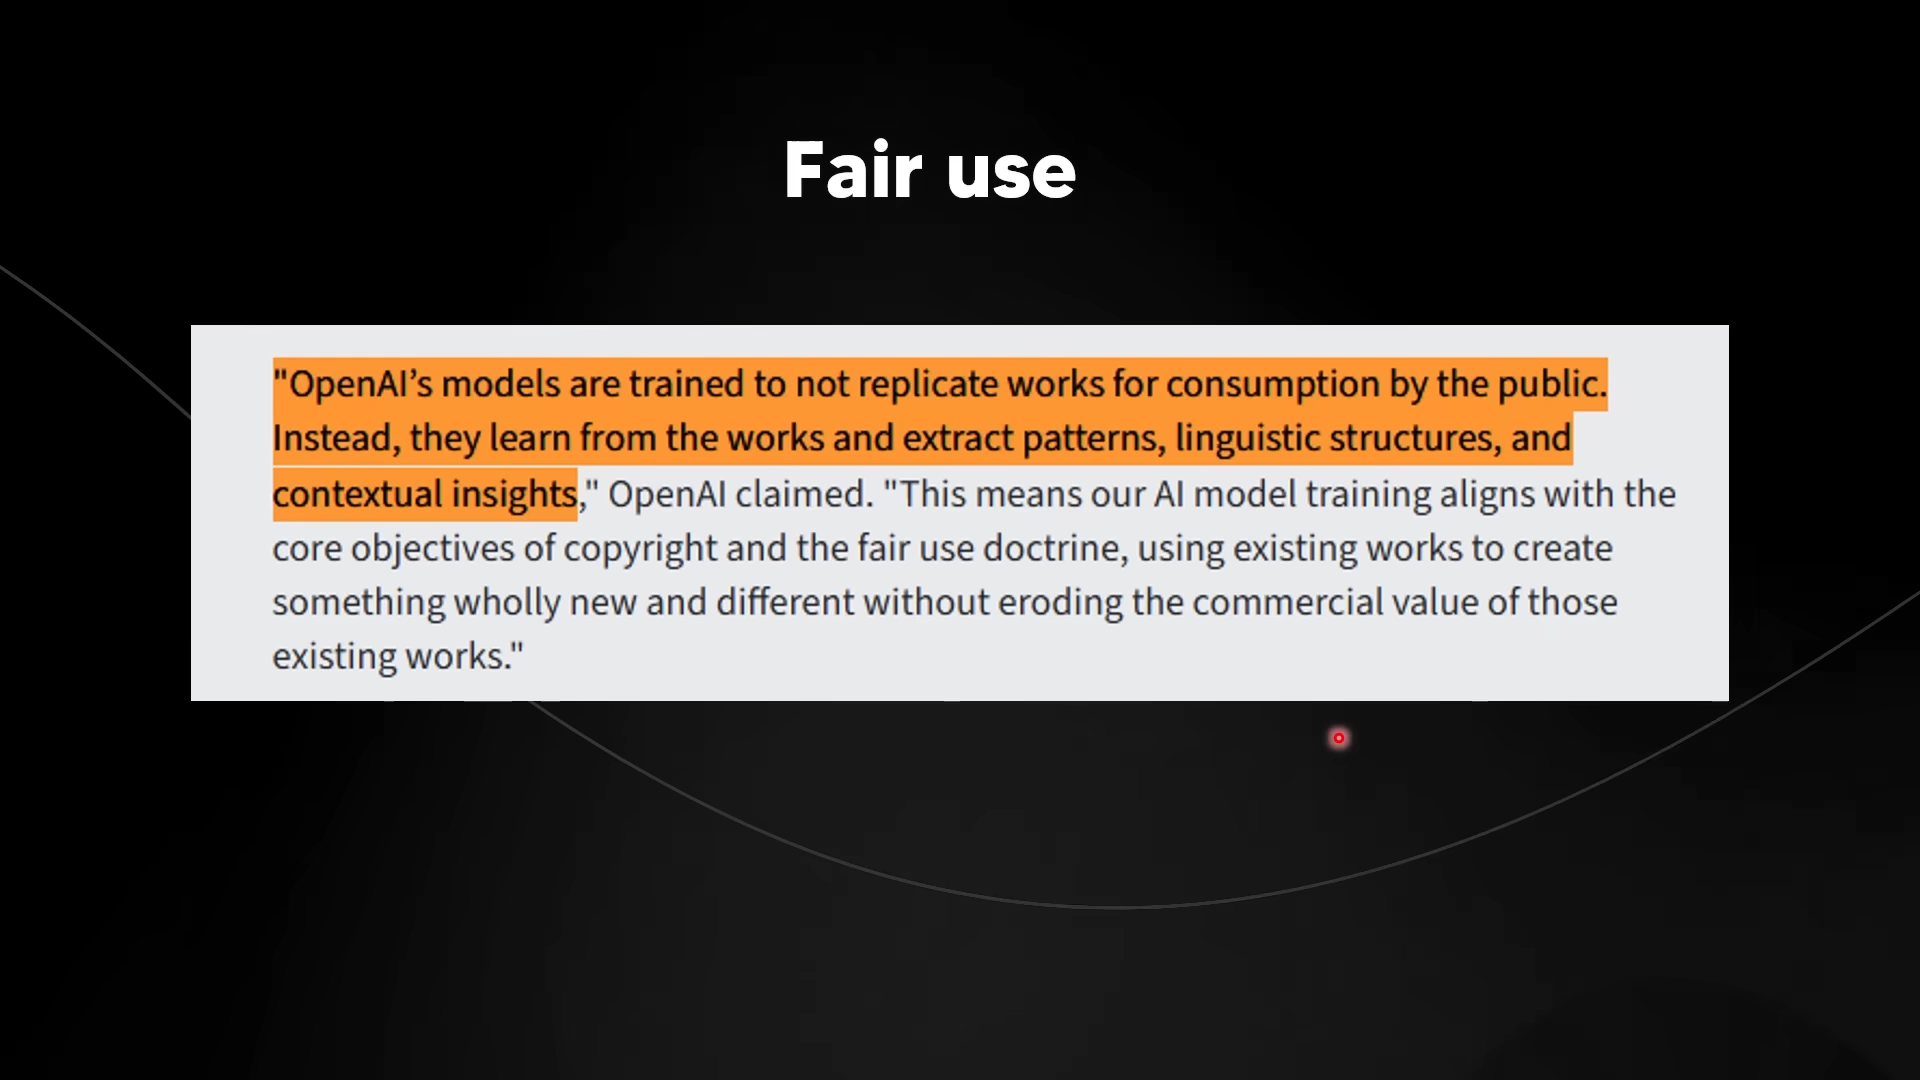 Fair use
"OpenAI’s models are trained to not replicate works for consumption by the public.
Instead, they learn from the works and extract patterns, linguistic structures, and
contextual insights," OpenAI claimed. "This means our AI model training aligns with the
core objectives of copyright and the fair use doctrine, using existing works to create
something wholly new and different without eroding the commercial value of those
existing works."